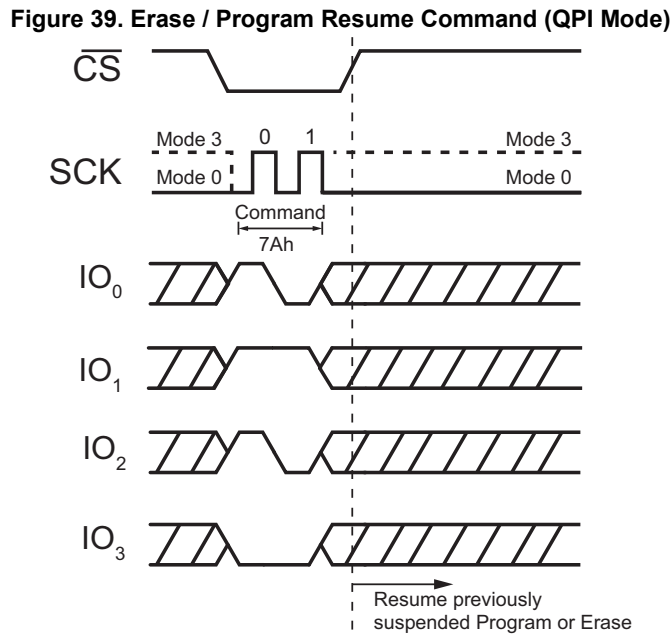 Figure 39. Erase / Program Resume Command (QPI Mode)
CS
SCK
Mode 3
0
1
Mode 3
Mode 0
Mode 0
Command
7Ah
IO0
IO1
IO2
IO3
Resume previously
suspended Program or Erase